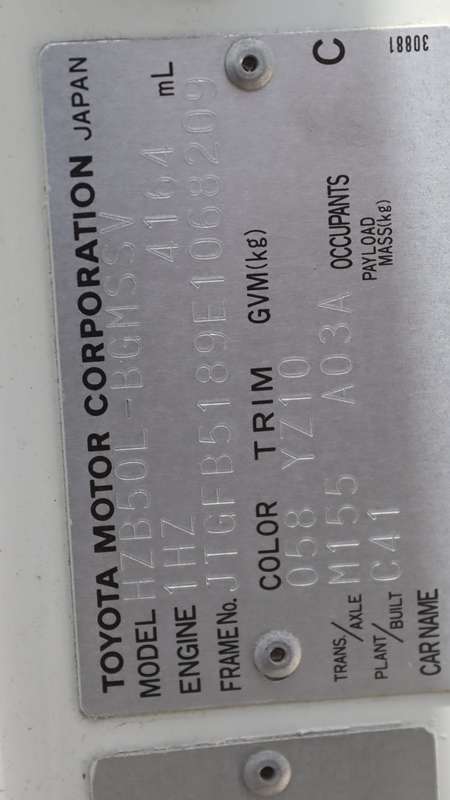 TOYOTA MOTOR CORPORATION JAPAN
MODEL HZB50L-BGMSSV
ENGINE 1HZ 4164 mL
FRAME No. JTGFB5189E1068209
COLOR TRIM GVM(kg) C
058 YZ10
TRANS./AXLE M155 A03A OCCUPANTS
PLANT/BUILT C41 PAYLOAD MASS(kg)
CAR NAME 30881